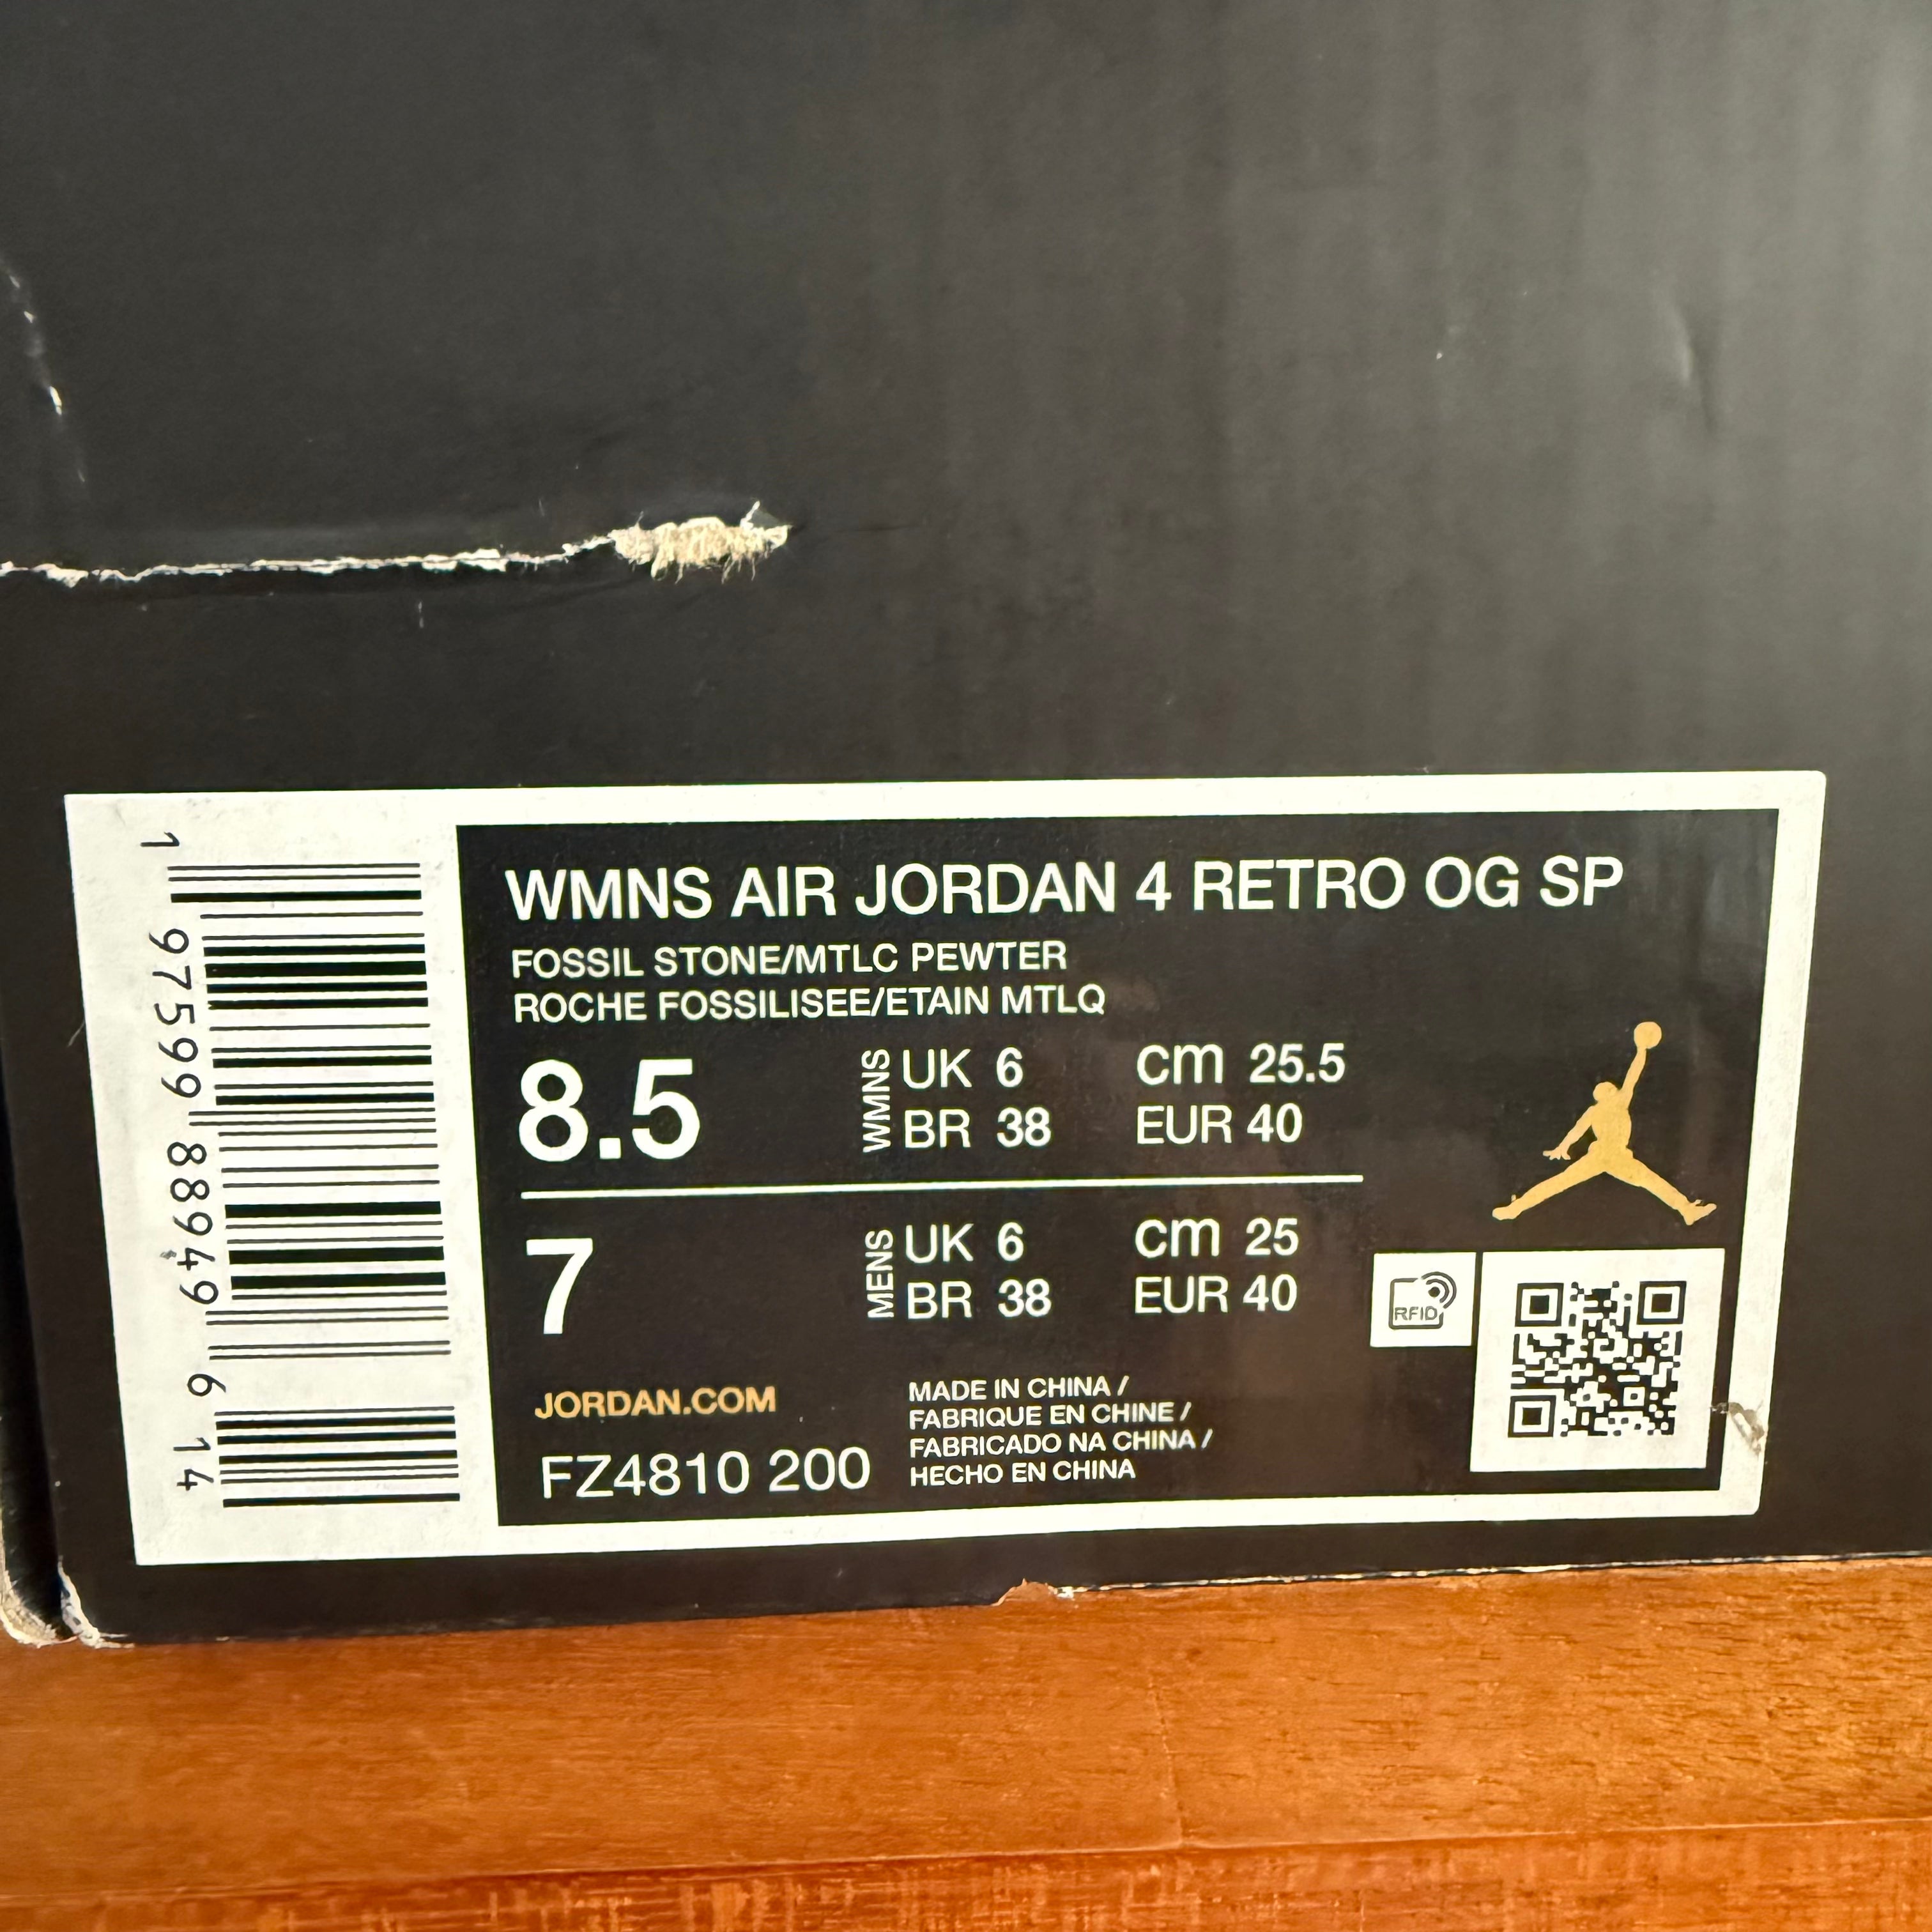 WMNS AIR JORDAN 4 RETRO OG SP
FOSSIL STONE/MTLC PEWTER
ROCHE FOSSILISEE/ETAIN MTLQ
8.5
WMNS
UK 6
BR 38
cm 25.5
EUR 40
7
MENS
UK 6
BR 38
cm 25
EUR 40
RFID
JORDAN.COM
FZ4810 200
MADE IN CHINA /
FABRIQUE EN CHINE /
FABRICADO NA CHINA /
HECHO EN CHINA
1 97599 88949 6 14